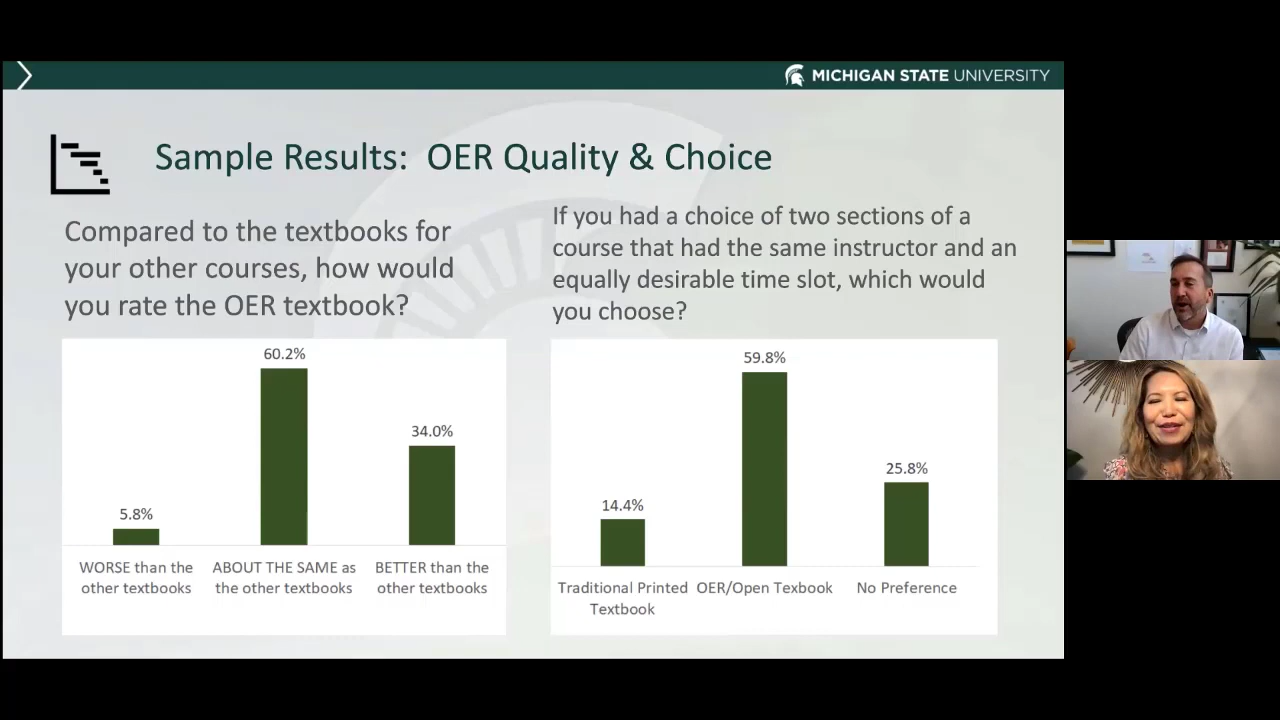 MICHIGAN STATE UNIVERSITY
Sample Results: OER Quality & Choice
Compared to the textbooks for
your other courses, how would
you rate the OER textbook?
60.2%
34.0%
5.8%
WORSE than the
other textbooks
ABOUT THE SAME as
the other textbooks
BETTER than the
other textbooks
If you had a choice of two sections of a
course that had the same instructor and an
equally desirable time slot, which would
you choose?
59.8%
25.8%
14.4%
Traditional Printed
Textbook
OER/Open Texbook
No Preference